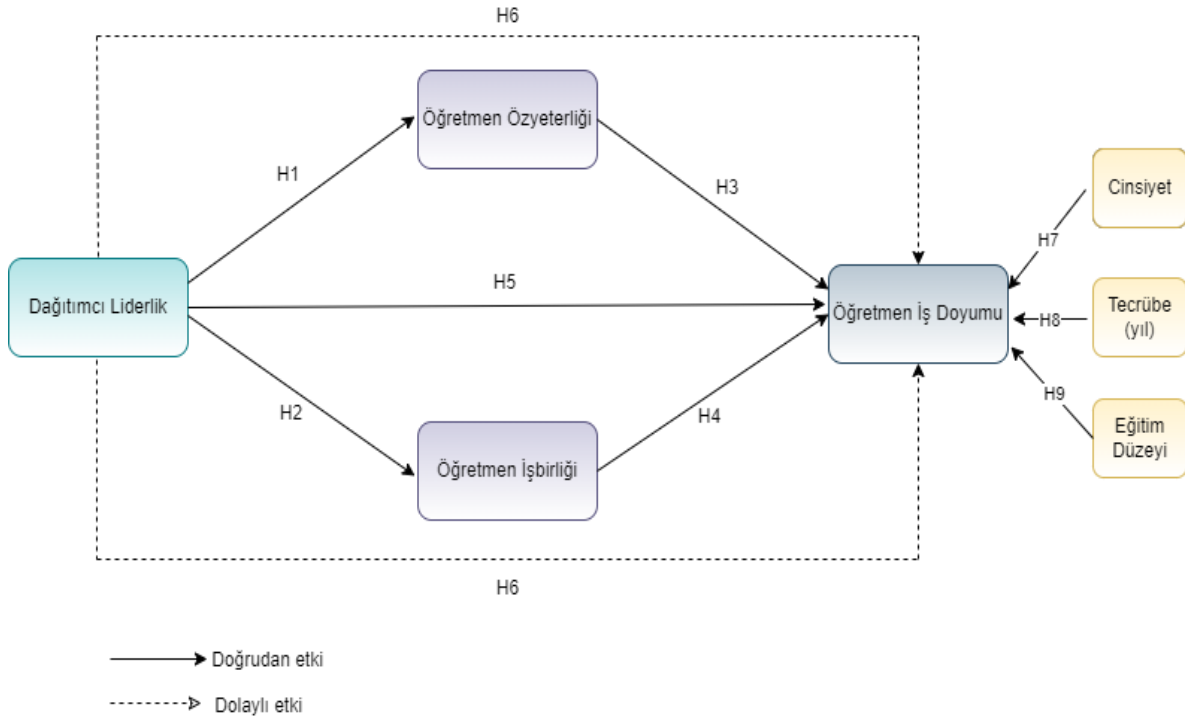 H6
Öğretmen Özyeterliği
H1
H3
Cinsiyet
H7
Dağıtımcı Liderlik
H5
Öğretmen İş Doyumu
H8
Tecrübe
(yıl)
H2
H4
H9
Eğitim
Düzeyi
Öğretmen İşbirliği
H6
Doğrudan etki
Dolaylı etki